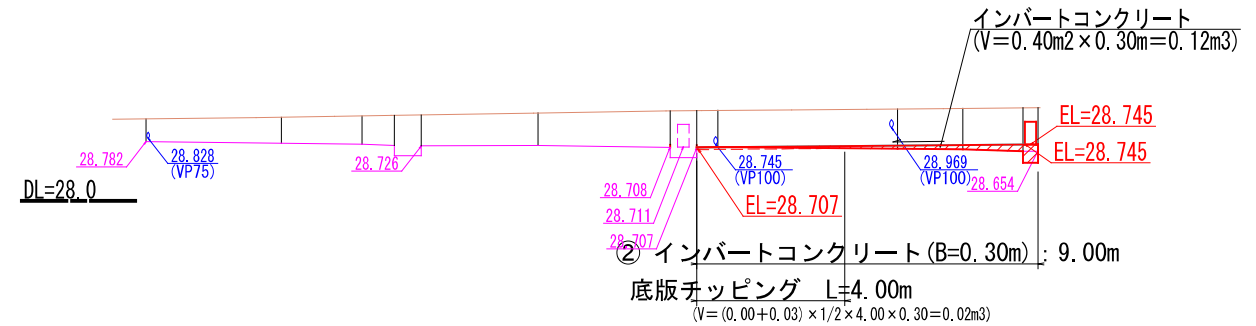 インバートコンクリート
(V=0.40m2×0.30m=0.12m3)
EL=28.745
EL=28.745
28.782
28.828
(VP75)
28.726
28.745
(VP100)
28.969
(VP100)
28.654
DL=28.0
28.708
28.711
28.707
EL=28.707
② インバートコンクリート(B=0.30m) : 9.00m
底版チッピング L=4.00m
(V=(0.00+0.03)×1/2×4.00×0.30=0.02m3)